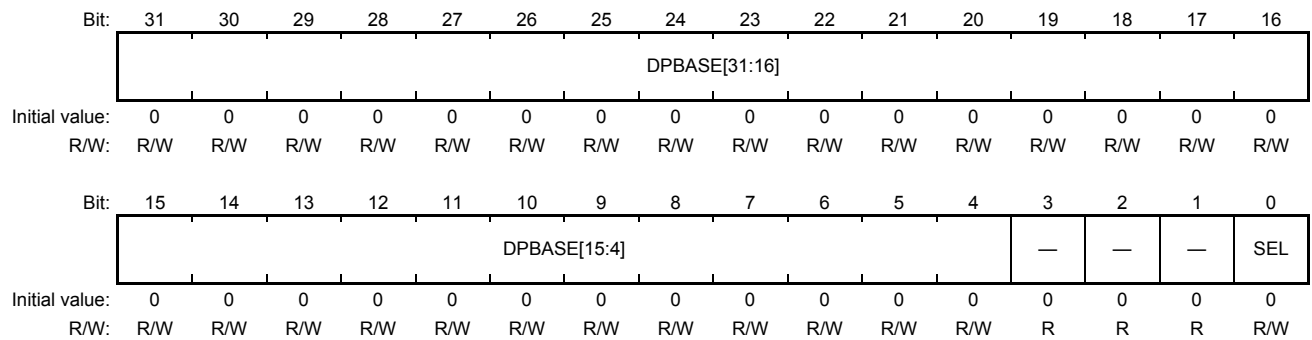 Bit: 31 30 29 28 27 26 25 24 23 22 21 20 19 18 17 16
DPBASE[31:16]
Initial value: 0 0 0 0 0 0 0 0 0 0 0 0 0 0 0 0
R/W: R/W R/W R/W R/W R/W R/W R/W R/W R/W R/W R/W R/W R/W R/W R/W R/W
Bit: 15 14 13 12 11 10 9 8 7 6 5 4 3 2 1 0
DPBASE[15:4] — — — SEL
Initial value: 0 0 0 0 0 0 0 0 0 0 0 0 0 0 0 0
R/W: R/W R/W R/W R/W R/W R/W R/W R/W R/W R/W R/W R/W R R R R/W